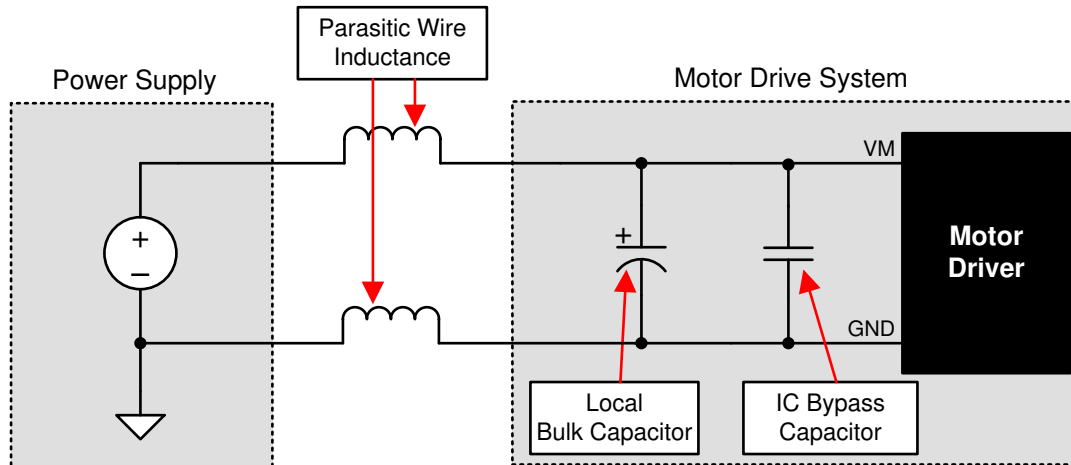 Parasitic Wire
Inductance
Power Supply
Motor Drive System
VM
+
–
+
Motor
Driver
GND
Local
Bulk Capacitor
IC Bypass
Capacitor